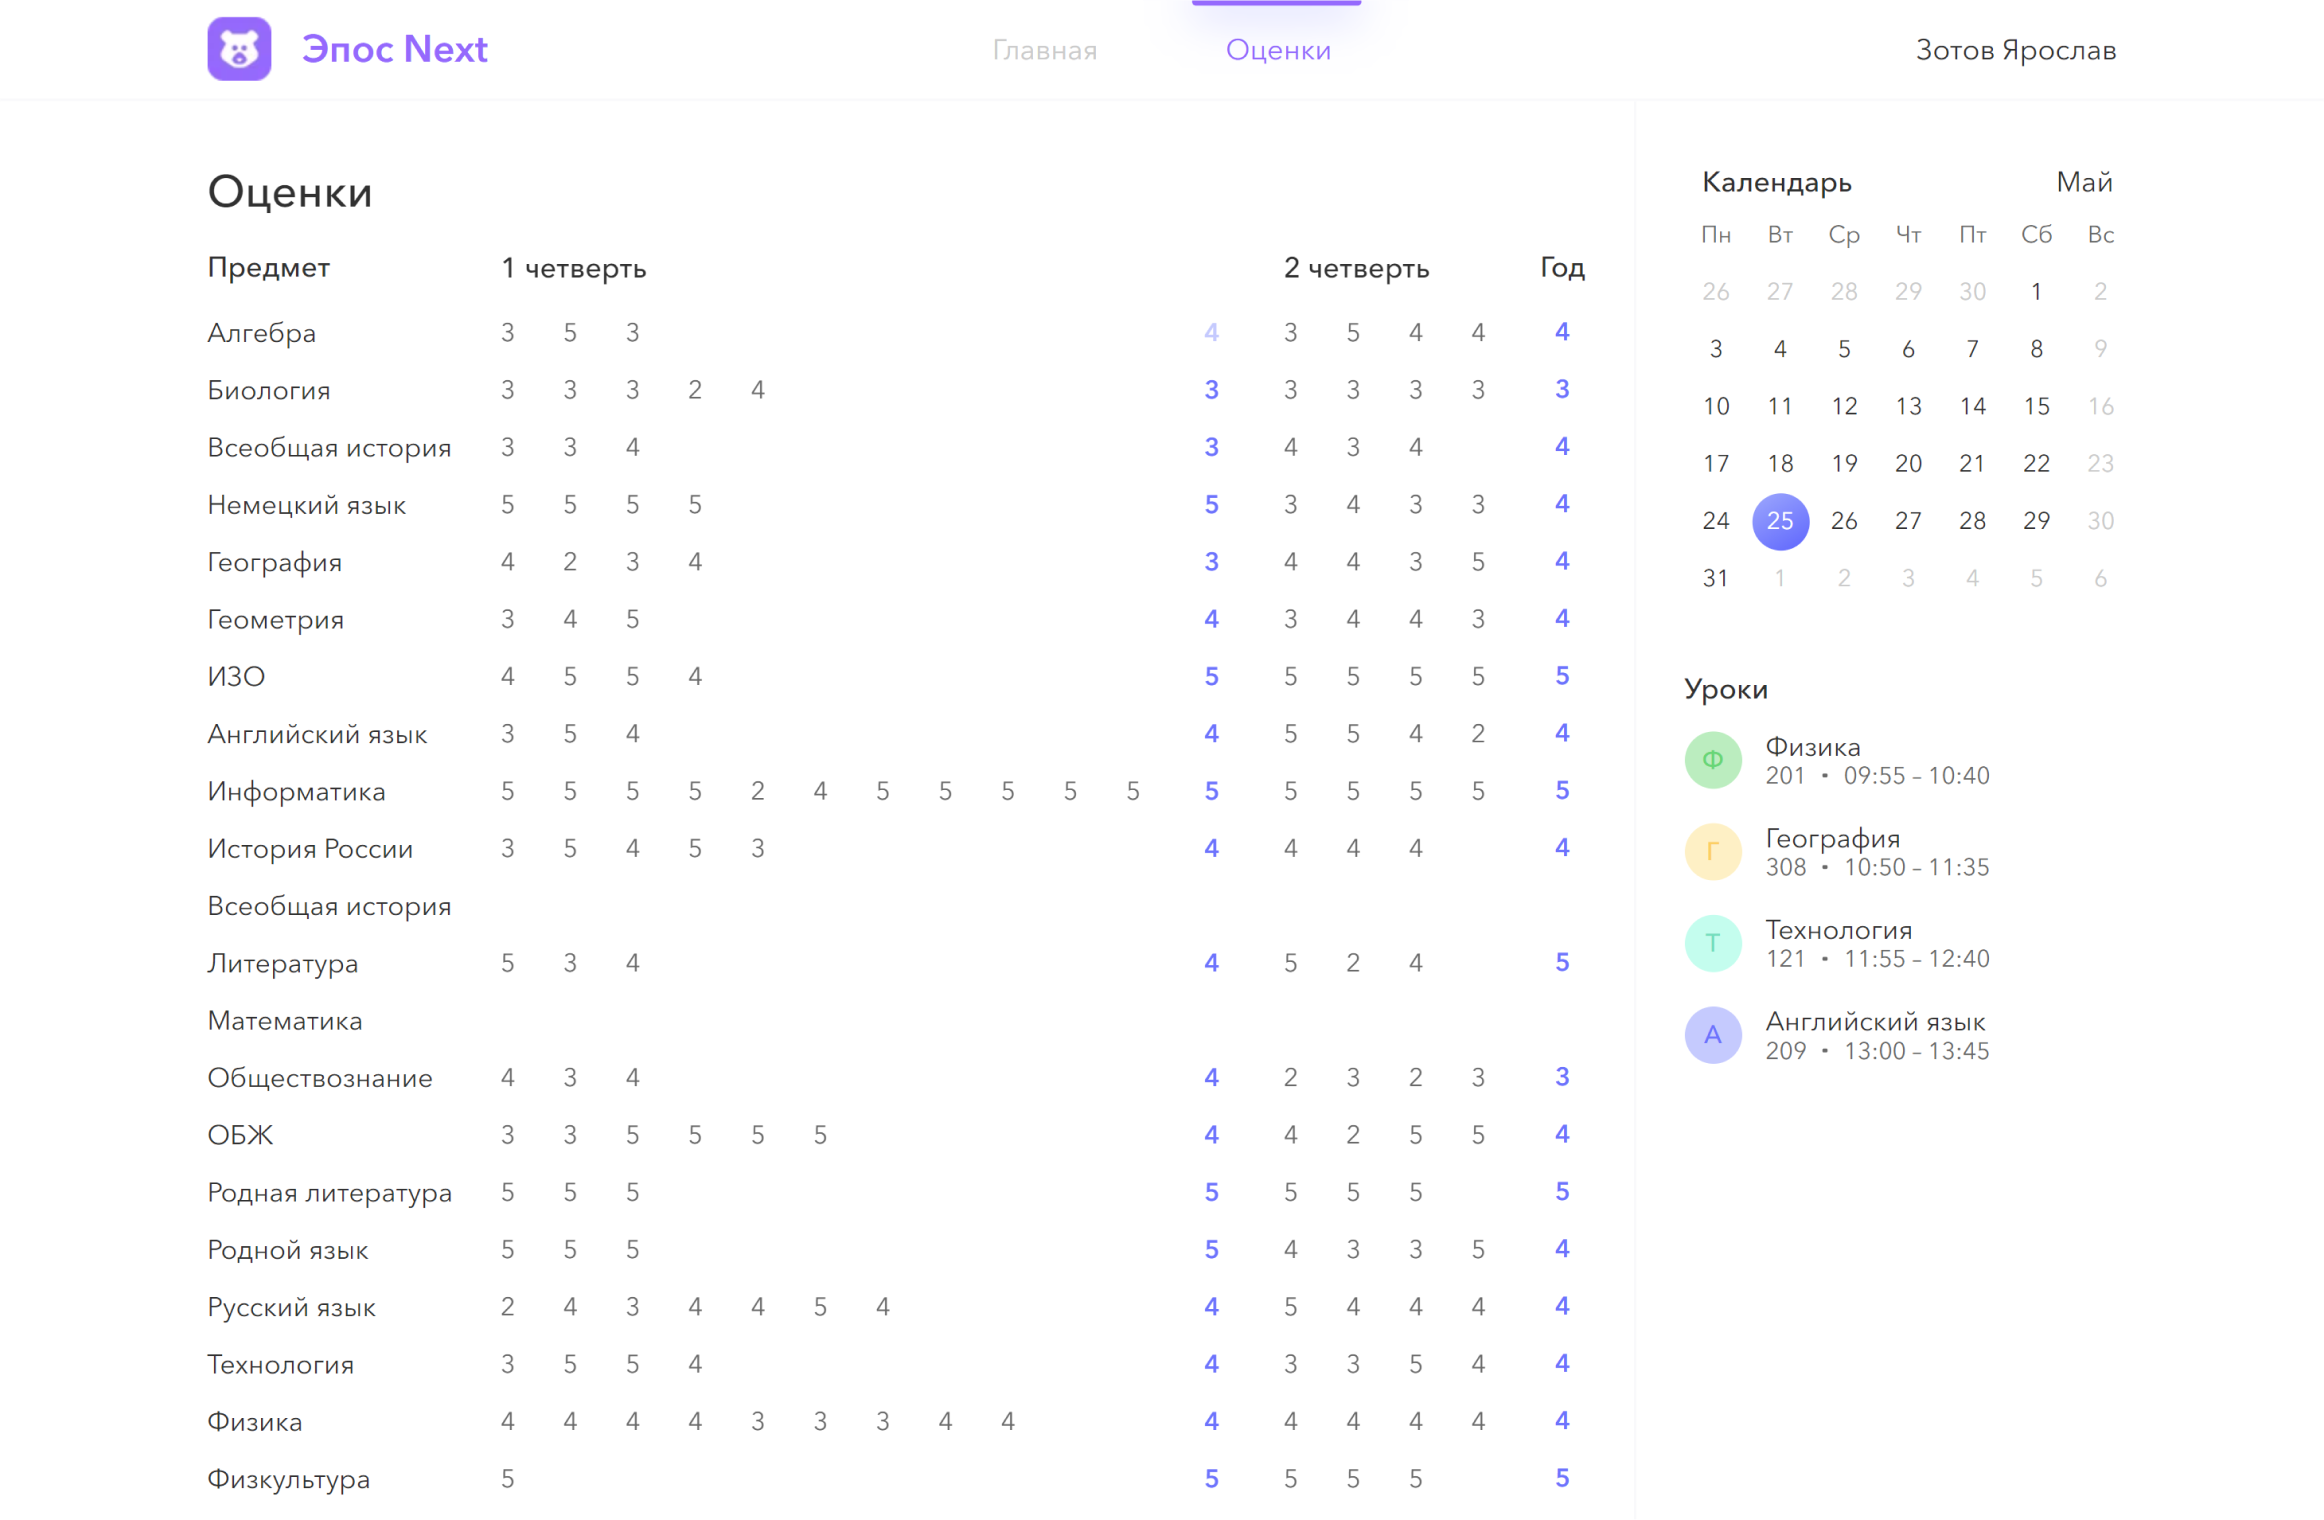 Эпос Next
Главная
Оценки
Зотов Ярослав
Оценки
Предмет 1 четверть 2 четверть Год
Алгебра 3 5 3 4 3 5 4 4 4
Биология 3 3 3 2 4 3 3 3 3 3 3
Всеобщая история 3 3 4 3 4 3 4 4
Немецкий язык 5 5 5 5 5 3 4 3 3 4
География 4 2 3 4 3 4 4 3 5 4
Геометрия 3 4 5 4 3 4 4 3 4
ИЗО 4 5 5 4 5 5 5 5 5 5
Английский язык 3 5 4 4 5 5 4 2 4
Информатика 5 5 5 5 2 4 5 5 5 5 5 5 5 5 5 5 5
История России 3 5 4 5 3 4 4 4 4 4
Всеобщая история
Литература 5 3 4 4 5 2 4 5
Математика
Обществознание 4 3 4 4 2 3 2 3 3
ОБЖ 3 3 5 5 5 5 4 4 2 5 5 4
Родная литература 5 5 5 5 5 5 5 5
Родной язык 5 5 5 5 4 3 3 5 4
Русский язык 2 4 3 4 4 5 4 4 5 4 4 4 4
Технология 3 5 5 4 4 3 3 5 4 4
Физика 4 4 4 4 3 3 3 4 4 4 4 4 4 4 4
Физкультура 5 5 5 5 5 5
Календарь Май
Пн Вт Ср Чт Пт Сб Вс
26 27 28 29 30 1 2
3 4 5 6 7 8 9
10 11 12 13 14 15 16
17 18 19 20 21 22 23
24 25 26 27 28 29 30
31 1 2 3 4 5 6
Уроки
Ф
Физика
201 • 09:55 – 10:40
Г
География
308 • 10:50 – 11:35
Т
Технология
121 • 11:55 – 12:40
А
Английский язык
209 • 13:00 – 13:45